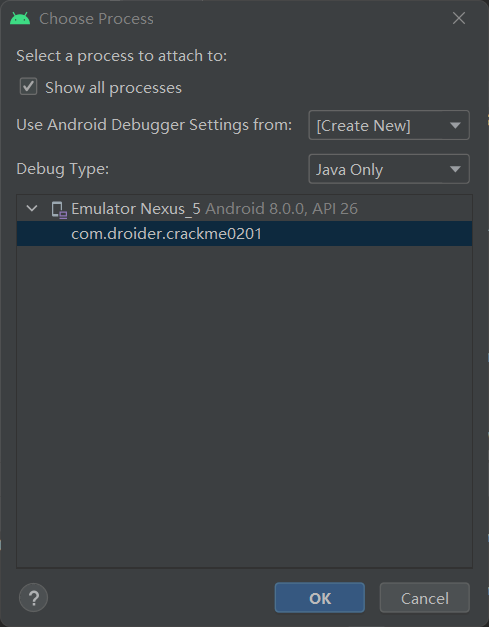 Choose Process
Select a process to attach to:
Show all processes
Use Android Debugger Settings from: [Create New]
Debug Type: Java Only
Emulator Nexus_5 Android 8.0.0, API 26
com.droider.crackme0201
? OK Cancel